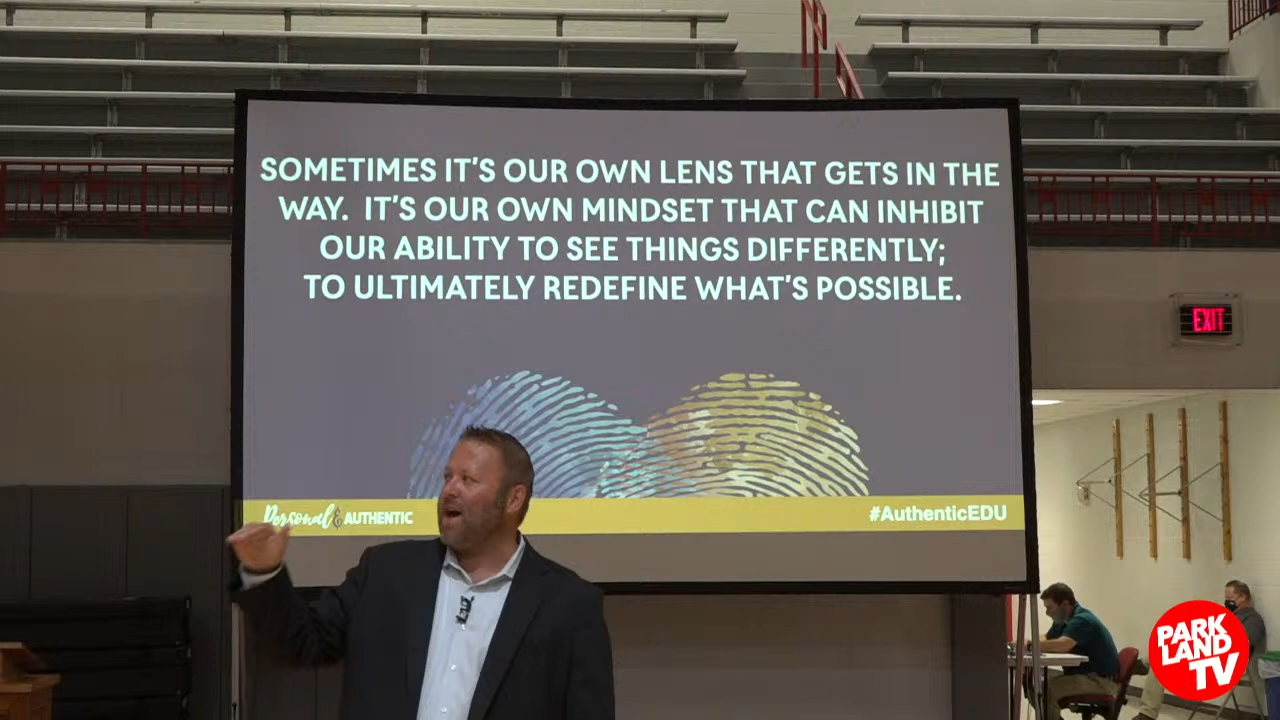 SOMETIMES IT'S OUR OWN LENS THAT GETS IN THE
WAY. IT'S OUR OWN MINDSET THAT CAN INHIBIT
OUR ABILITY TO SEE THINGS DIFFERENTLY;
TO ULTIMATELY REDEFINE WHAT'S POSSIBLE.
EXIT
Personal & AUTHENTIC
#AuthenticEDU
PARK
LAND
TV